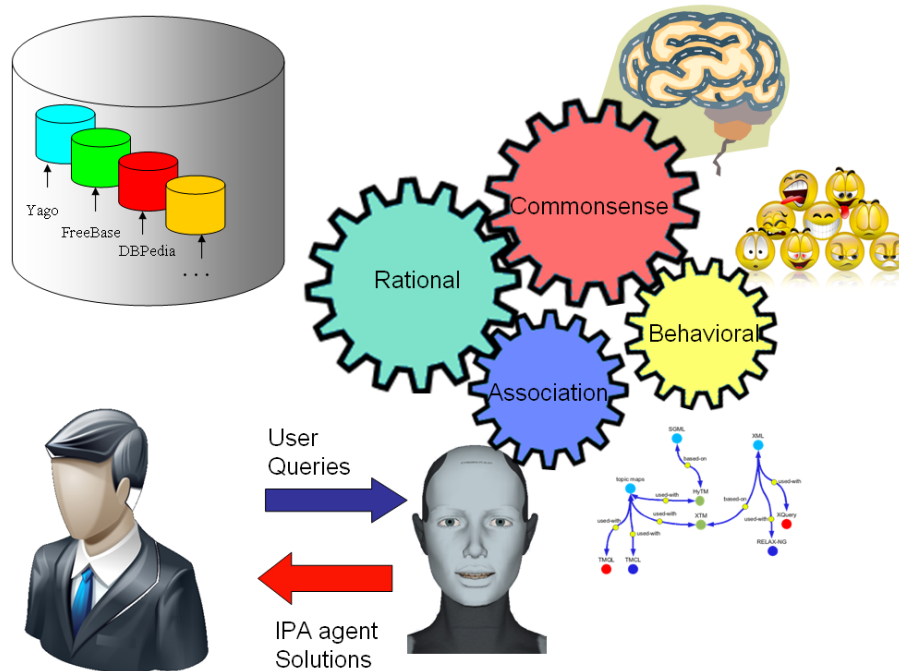 Yago
FreeBase
DBPedia
. . .
Commonsense
Rational
Behavioral
Association
User
Queries
IPA agent
Solutions
SGML
XML
based-on
used-with
topic maps
used-with
HyTM
based-on
used-with
XTM
used-with
XQuery
used-with
used-with
RELAX-NG
TMQL
TMCL